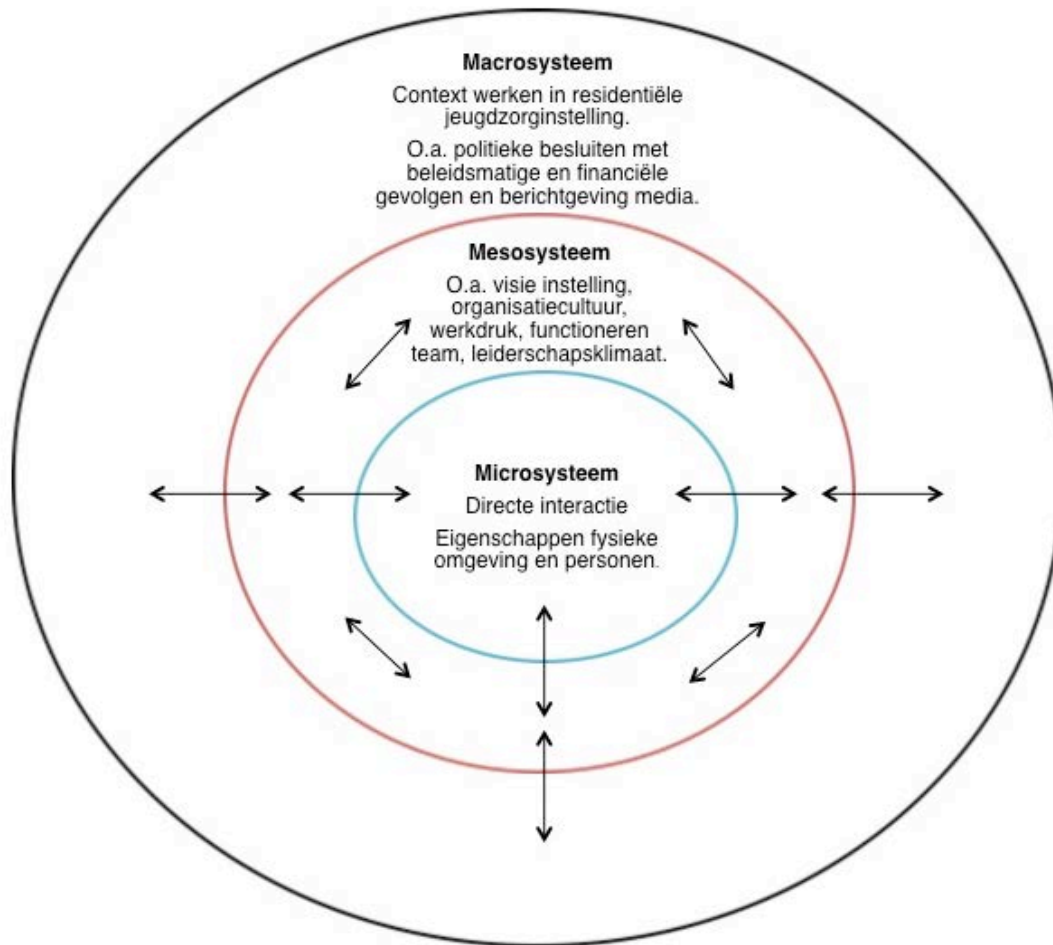 Macrosysteem
Context werken in residentiële
jeugdzorginstelling.
O.a. politieke besluiten met
beleidsmatige en financiële
gevolgen en berichtgeving media.
Mesosysteem
O.a. visie instelling,
organisatiecultuur,
werkdruk, functioneren
team, leiderschapsklimaat.
Microsysteem
Directe interactie
Eigenschappen fysieke
omgeving en personen.